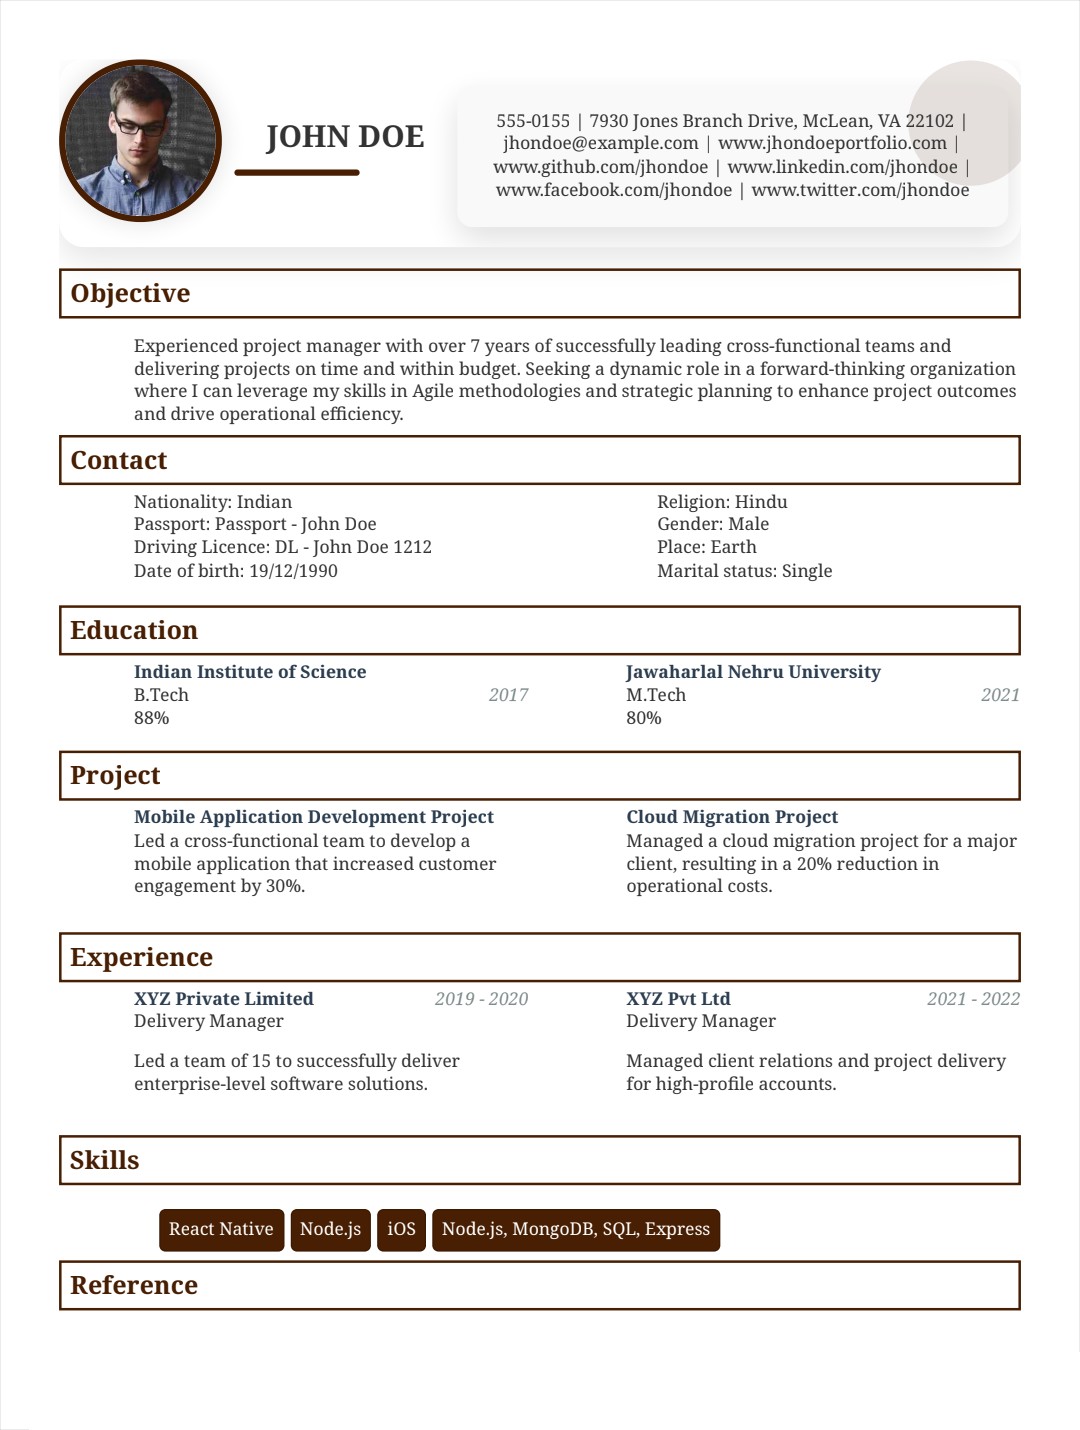 JOHN DOE
555-0155 | 7930 Jones Branch Drive, McLean, VA 22102 |
jhondoe@example.com | www.jhondoeportfolio.com |
www.github.com/jhondoe | www.linkedin.com/jhondoe |
www.facebook.com/jhondoe | www.twitter.com/jhondoe
Objective
Experienced project manager with over 7 years of successfully leading cross-functional teams and
delivering projects on time and within budget. Seeking a dynamic role in a forward-thinking organization
where I can leverage my skills in Agile methodologies and strategic planning to enhance project outcomes
and drive operational efficiency.
Contact
Nationality: Indian
Passport: Passport - John Doe
Driving Licence: DL - John Doe 1212
Date of birth: 19/12/1990
Religion: Hindu
Gender: Male
Place: Earth
Marital status: Single
Education
Indian Institute of Science
B.Tech 2017
88%
Jawaharlal Nehru University
M.Tech 2021
80%
Project
Mobile Application Development Project
Led a cross-functional team to develop a
mobile application that increased customer
engagement by 30%.
Cloud Migration Project
Managed a cloud migration project for a major
client, resulting in a 20% reduction in
operational costs.
Experience
XYZ Private Limited 2019 - 2020
Delivery Manager
Led a team of 15 to successfully deliver
enterprise-level software solutions.
XYZ Pvt Ltd 2021 - 2022
Delivery Manager
Managed client relations and project delivery
for high-profile accounts.
Skills
React Native Node.js iOS Node.js, MongoDB, SQL, Express
Reference